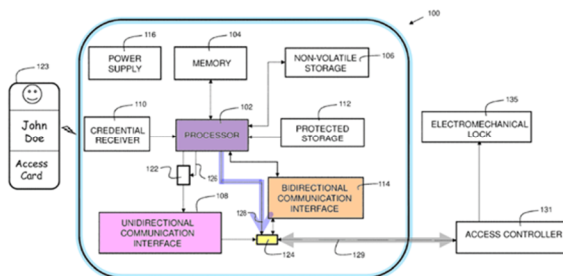 100
116
POWER
SUPPLY
104
MEMORY
NON-VOLATILE
STORAGE
106
123
John
Doe
Access
Card
110
CREDENTIAL
RECEIVER
102
PROCESSOR
112
PROTECTED
STORAGE
135
ELECTROMECHANICAL
LOCK
122
126
BIDIRECTIONAL
COMMUNICATION
INTERFACE
114
108
UNIDIRECTIONAL
COMMUNICATION
INTERFACE
128
124
129
131
ACCESS CONTROLLER